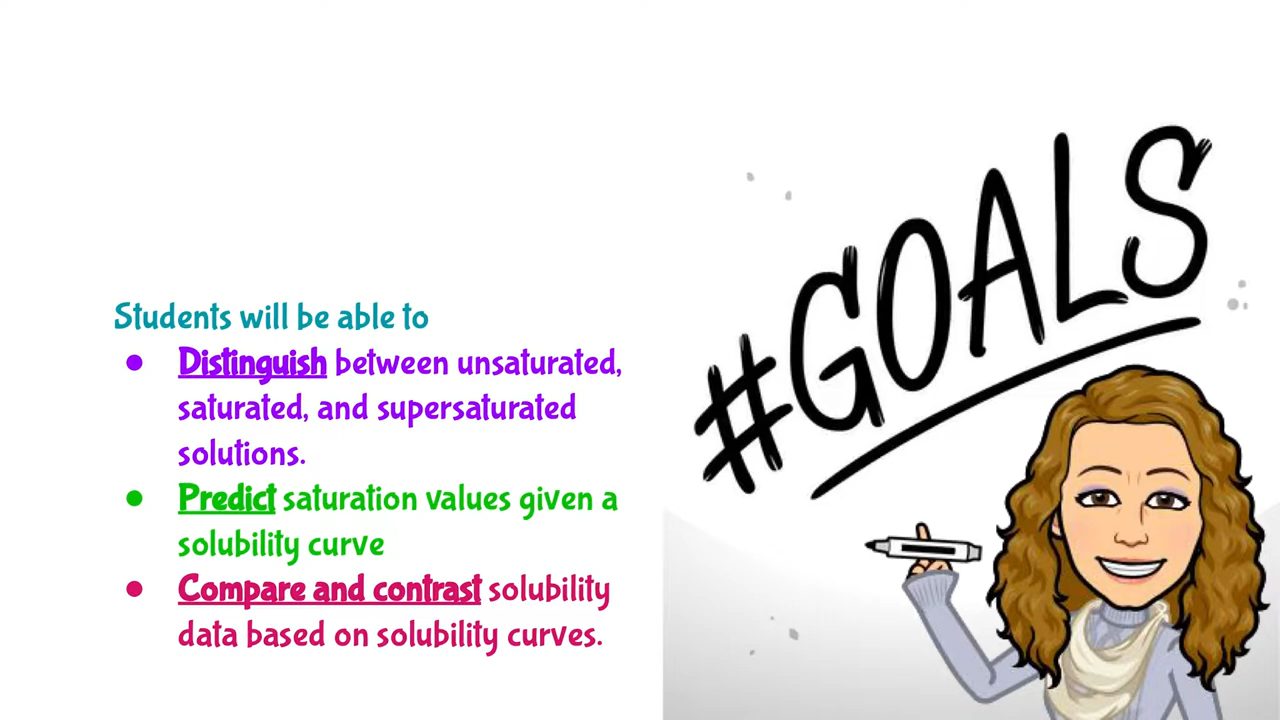 #GOALS
Students will be able to
● Distinguish between unsaturated,
saturated, and supersaturated
solutions.
● Predict saturation values given a
solubility curve
● Compare and contrast solubility
data based on solubility curves.